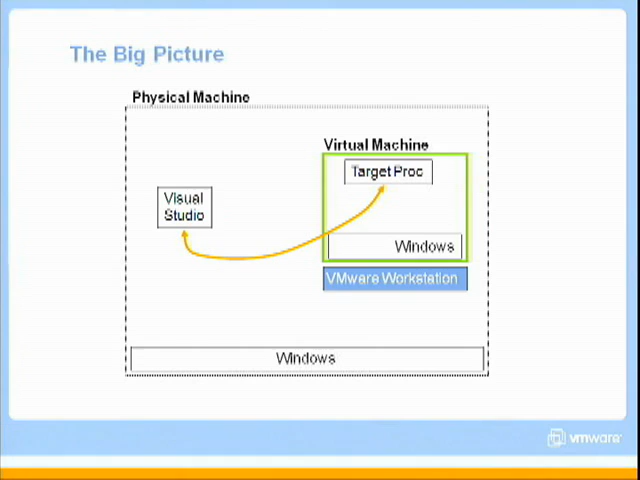 The Big Picture
Physical Machine
Virtual Machine
Target Proc
Visual
Studio
Windows
VMware Workstation
Windows
vmware